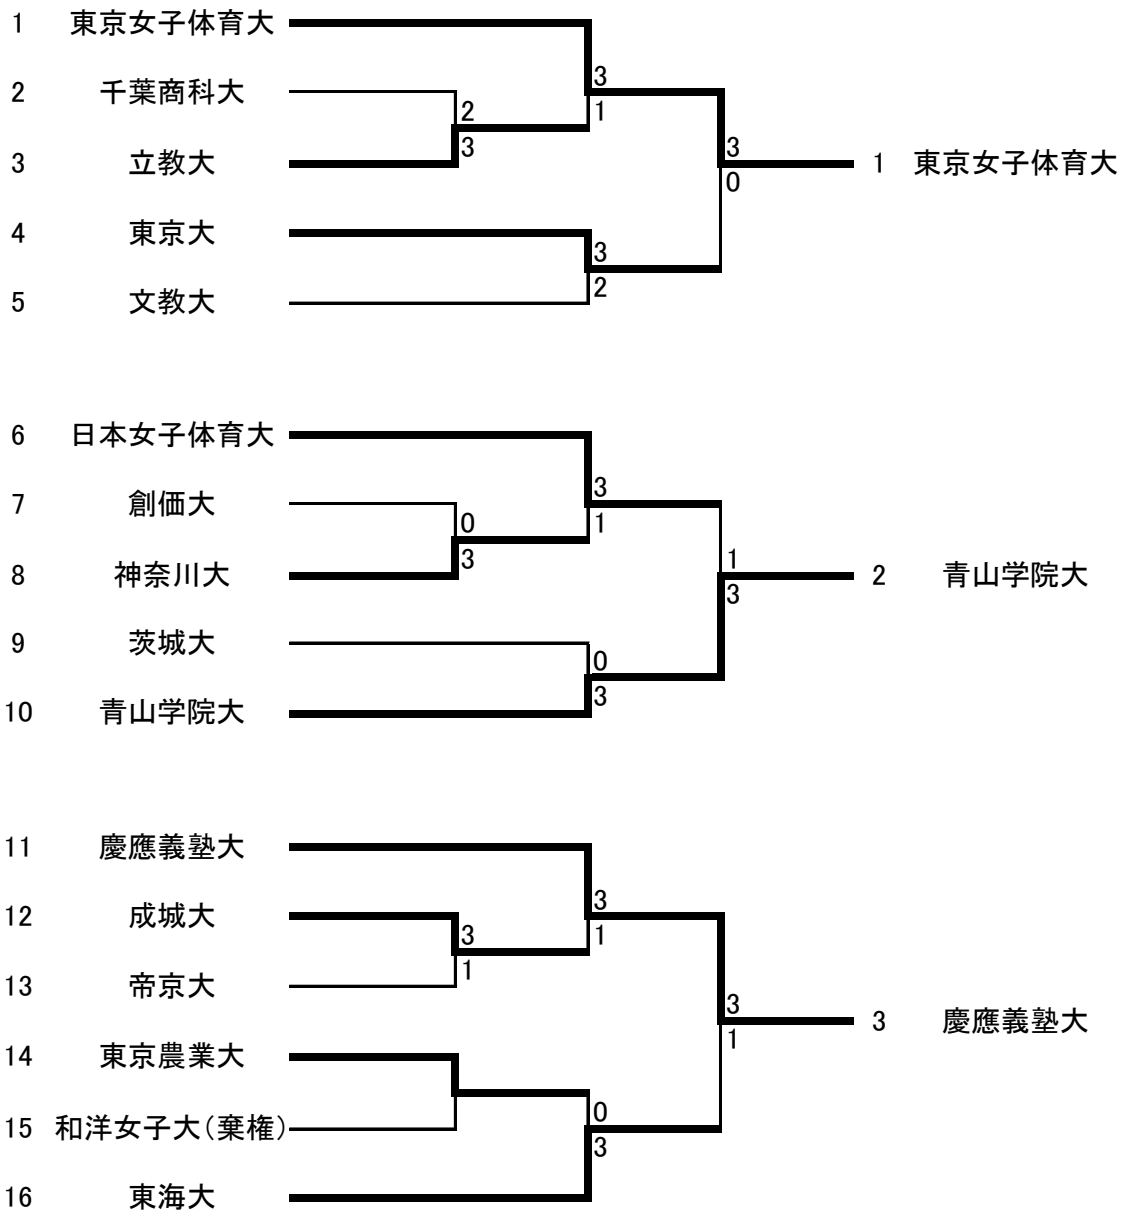 1 東京女子体育大
3
2 千葉商科大
2
1
3
3
3 立教大
1 東京女子体育大
0
4 東京大
3
2
5 文教大
6 日本女子体育大
3
7 創価大
0
1
3
1
8 神奈川大
2 青山学院大
3
9 茨城大
0
3
10 青山学院大
11 慶應義塾大
3
12 成城大
3
1
1
13 帝京大
3
3 慶應義塾大
1
14 東京農業大
0
15 和洋女子大(棄権)
3
16 東海大